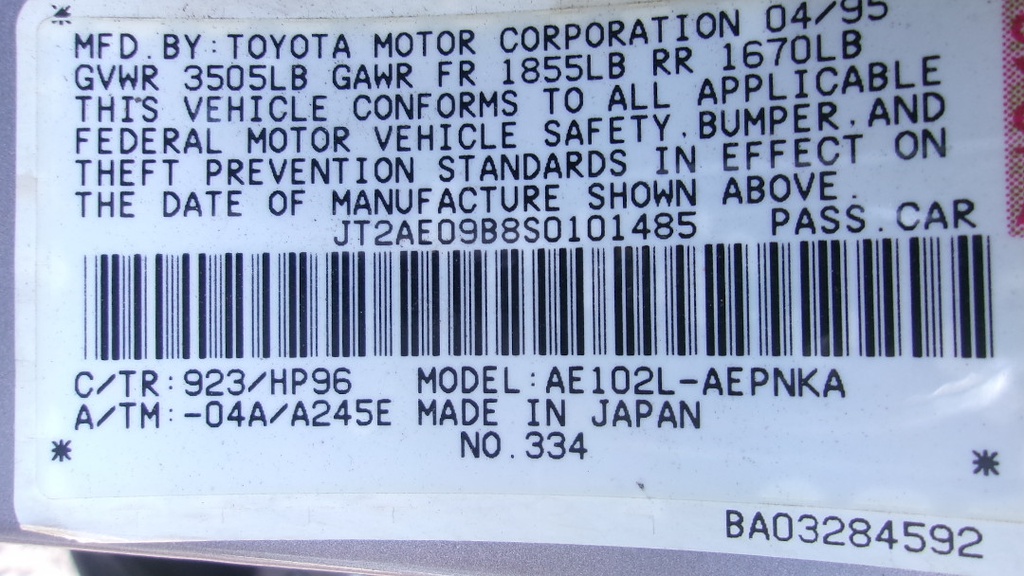 MFD. BY: TOYOTA MOTOR CORPORATION 04/95
GVWR 3505LB GAWR FR 1855LB RR 1670LB
THIS VEHICLE CONFORMS TO ALL APPLICABLE
FEDERAL MOTOR VEHICLE SAFETY, BUMPER, AND
THEFT PREVENTION STANDARDS IN EFFECT ON
THE DATE OF MANUFACTURE SHOWN ABOVE.
JT2AE09B8S0101485 PASS. CAR
C/TR: 923/HP96 MODEL: AE102L-AEPNKA
A/TM: -04A/A245E MADE IN JAPAN
NO. 334
BA03284592